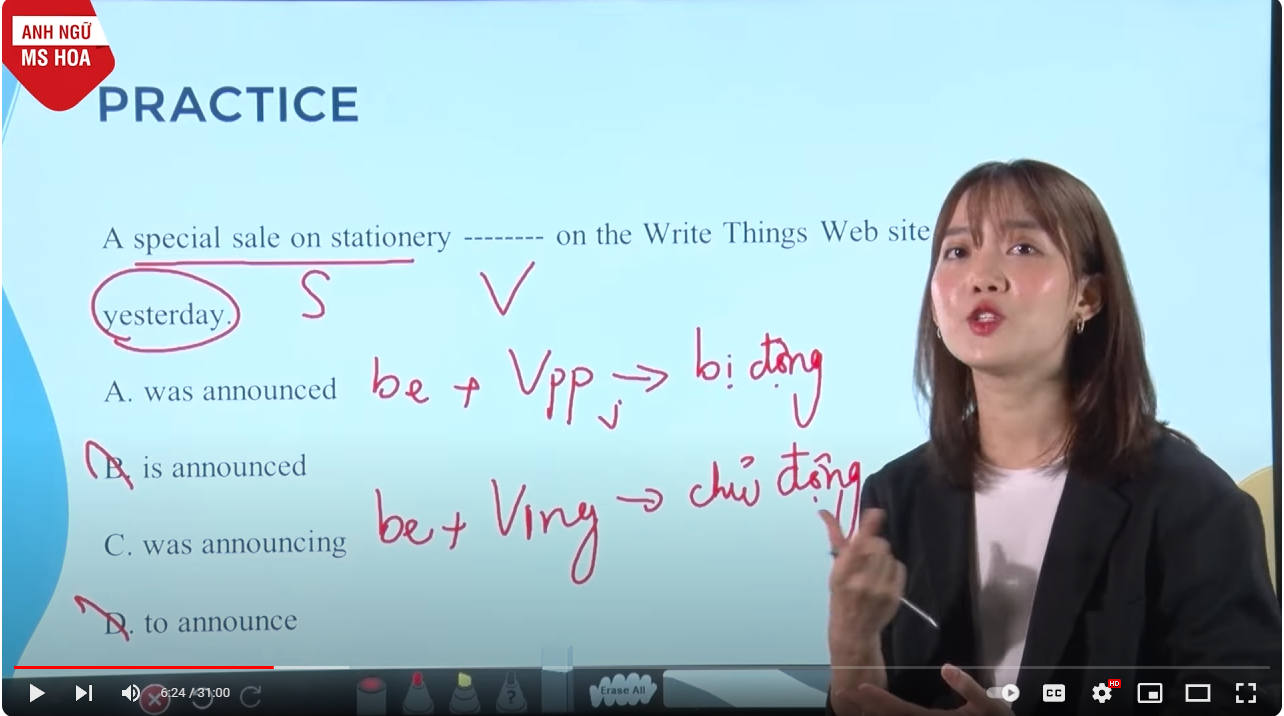 ANH NGỮ
MS HOA
PRACTICE
A special sale on stationery -------- on the Write Things Web site
yesterday.
S
V
A. was announced
be + Vpp → bị động
B. is announced
C. was announcing
be + Ving → chủ động
D. to announce
6:24 / 31:00
Erase All
?
CC
HD